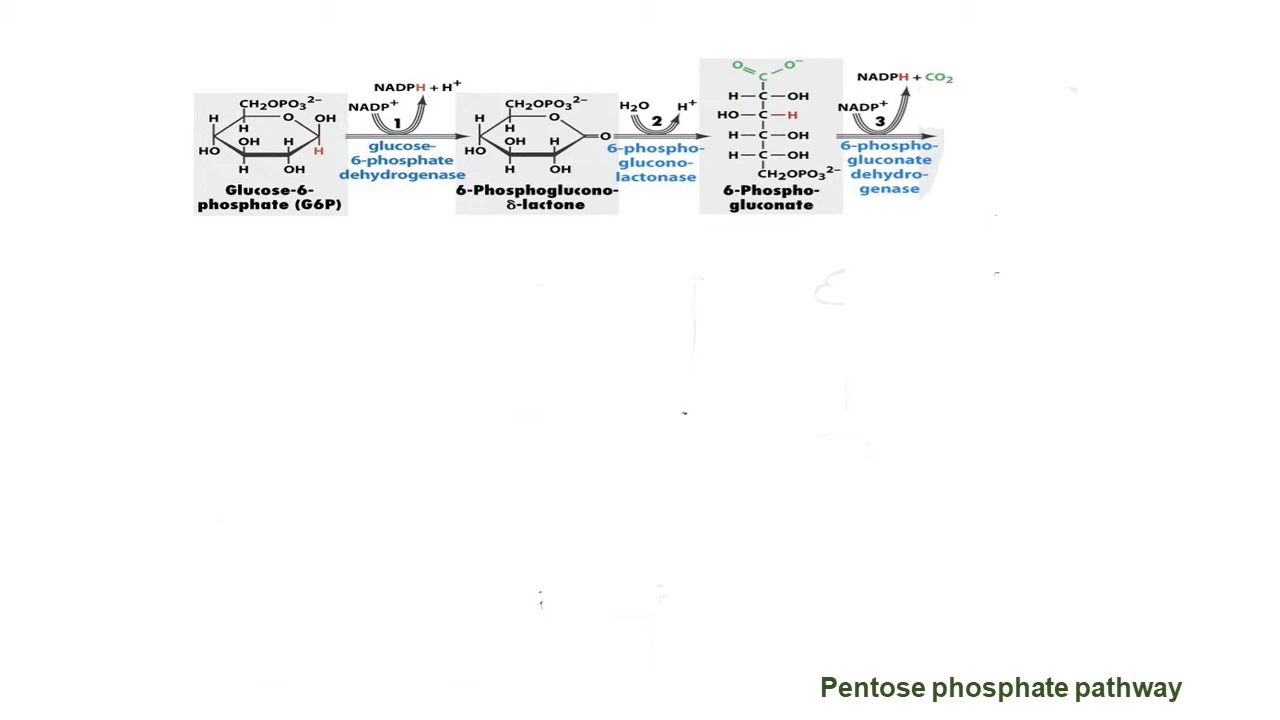 CH₂OPO₃²⁻
H
O
OH
H
H
OH
H
HO
H
H
OH
Glucose-6-
phosphate (G6P)
NADPH + H⁺
NADP⁺
1
glucose-
6-phosphate
dehydrogenase
CH₂OPO₃²⁻
H
O
H
O
OH
H
HO
H
OH
6-Phosphoglucono-
δ-lactone
H₂O
H⁺
2
6-phospho-
glucono-
lactonase
O
O⁻
C
H—C—OH
HO—C—H
H—C—OH
H—C—OH
CH₂OPO₃²⁻
6-Phospho-
gluconate
NADPH + CO₂
NADP⁺
3
6-phospho-
gluconate
dehydro-
genase
Pentose phosphate pathway